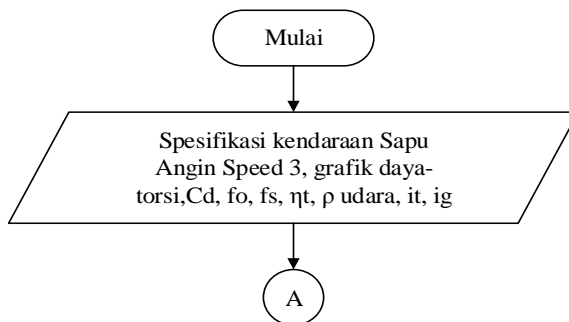 Mulai
Spesifikasi kendaraan Sapu
Angin Speed 3, grafik daya-
torsi,Cd, fo, fs, ηt, ρ udara, it, ig
A